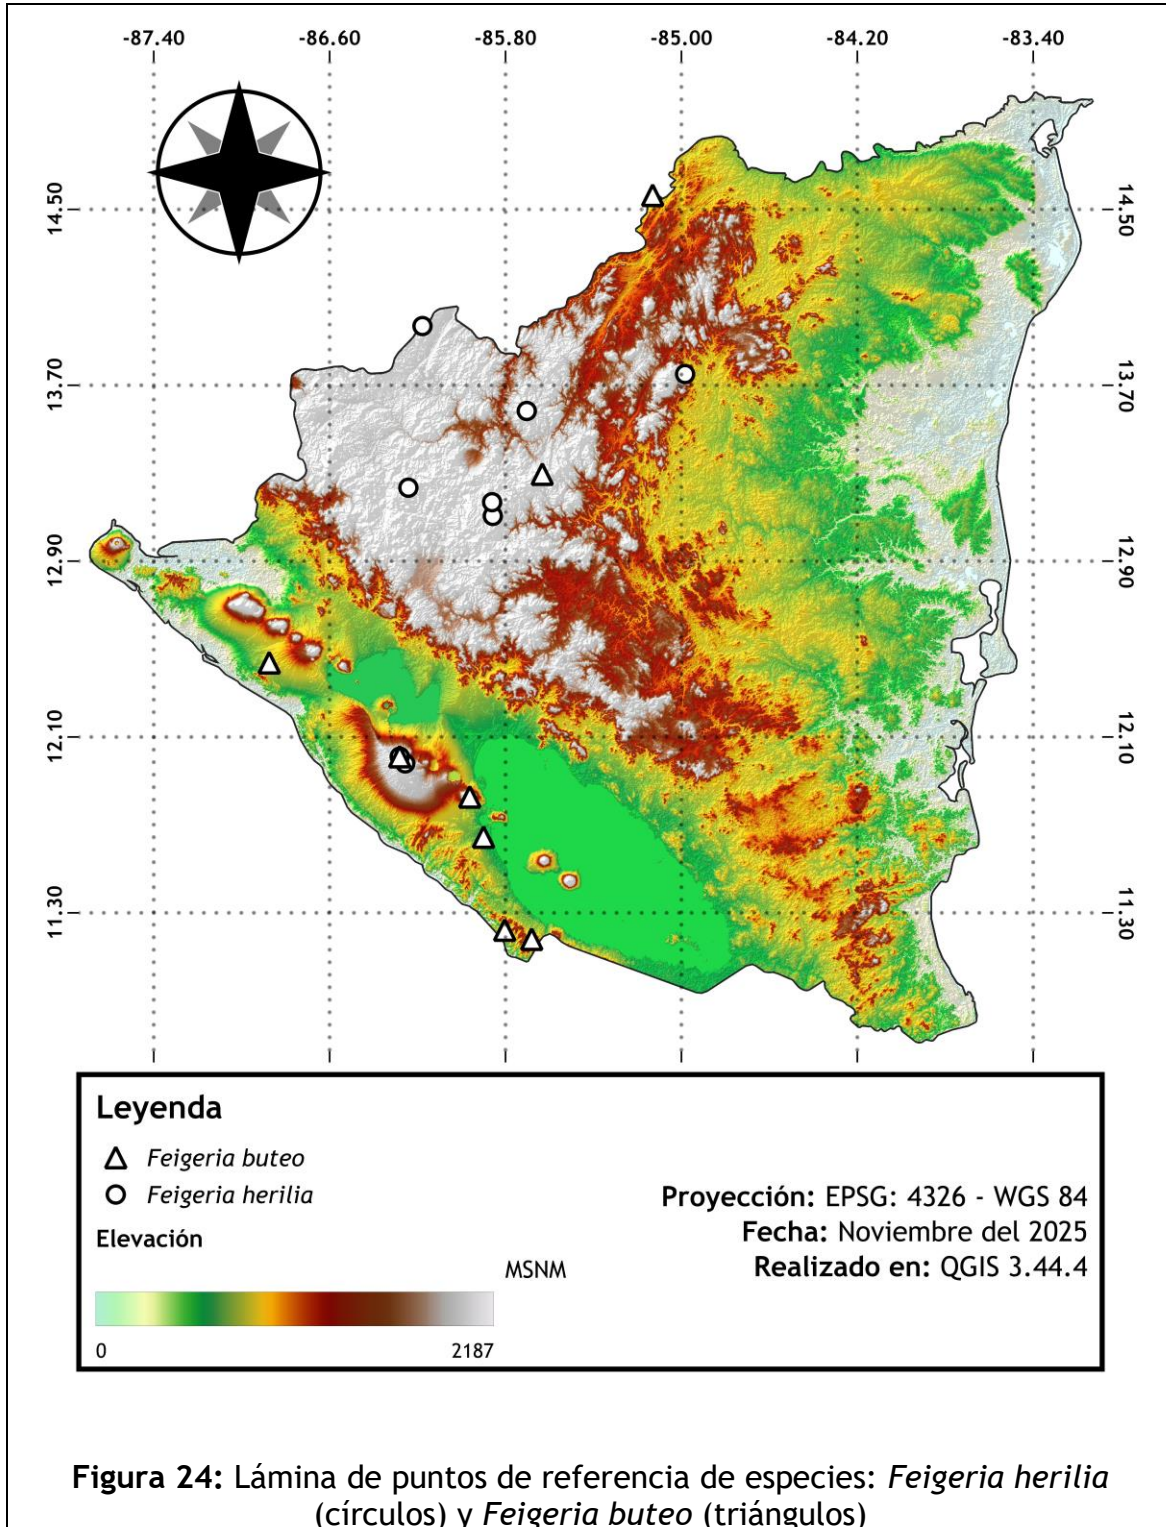 -87.40 -86.60 -85.80 -85.00 -84.20 -83.40
14.50 14.50
13.70 13.70
12.90 12.90
12.10 12.10
11.30 11.30
Leyenda
Feigeria buteo
Feigeria herilia
Elevación
MSNM
0 2187
Proyección: EPSG: 4326 - WGS 84
Fecha: Noviembre del 2025
Realizado en: QGIS 3.44.4
Figura 24: Lámina de puntos de referencia de especies: Feigeria herilia
(círculos) y Feigeria buteo (triángulos)